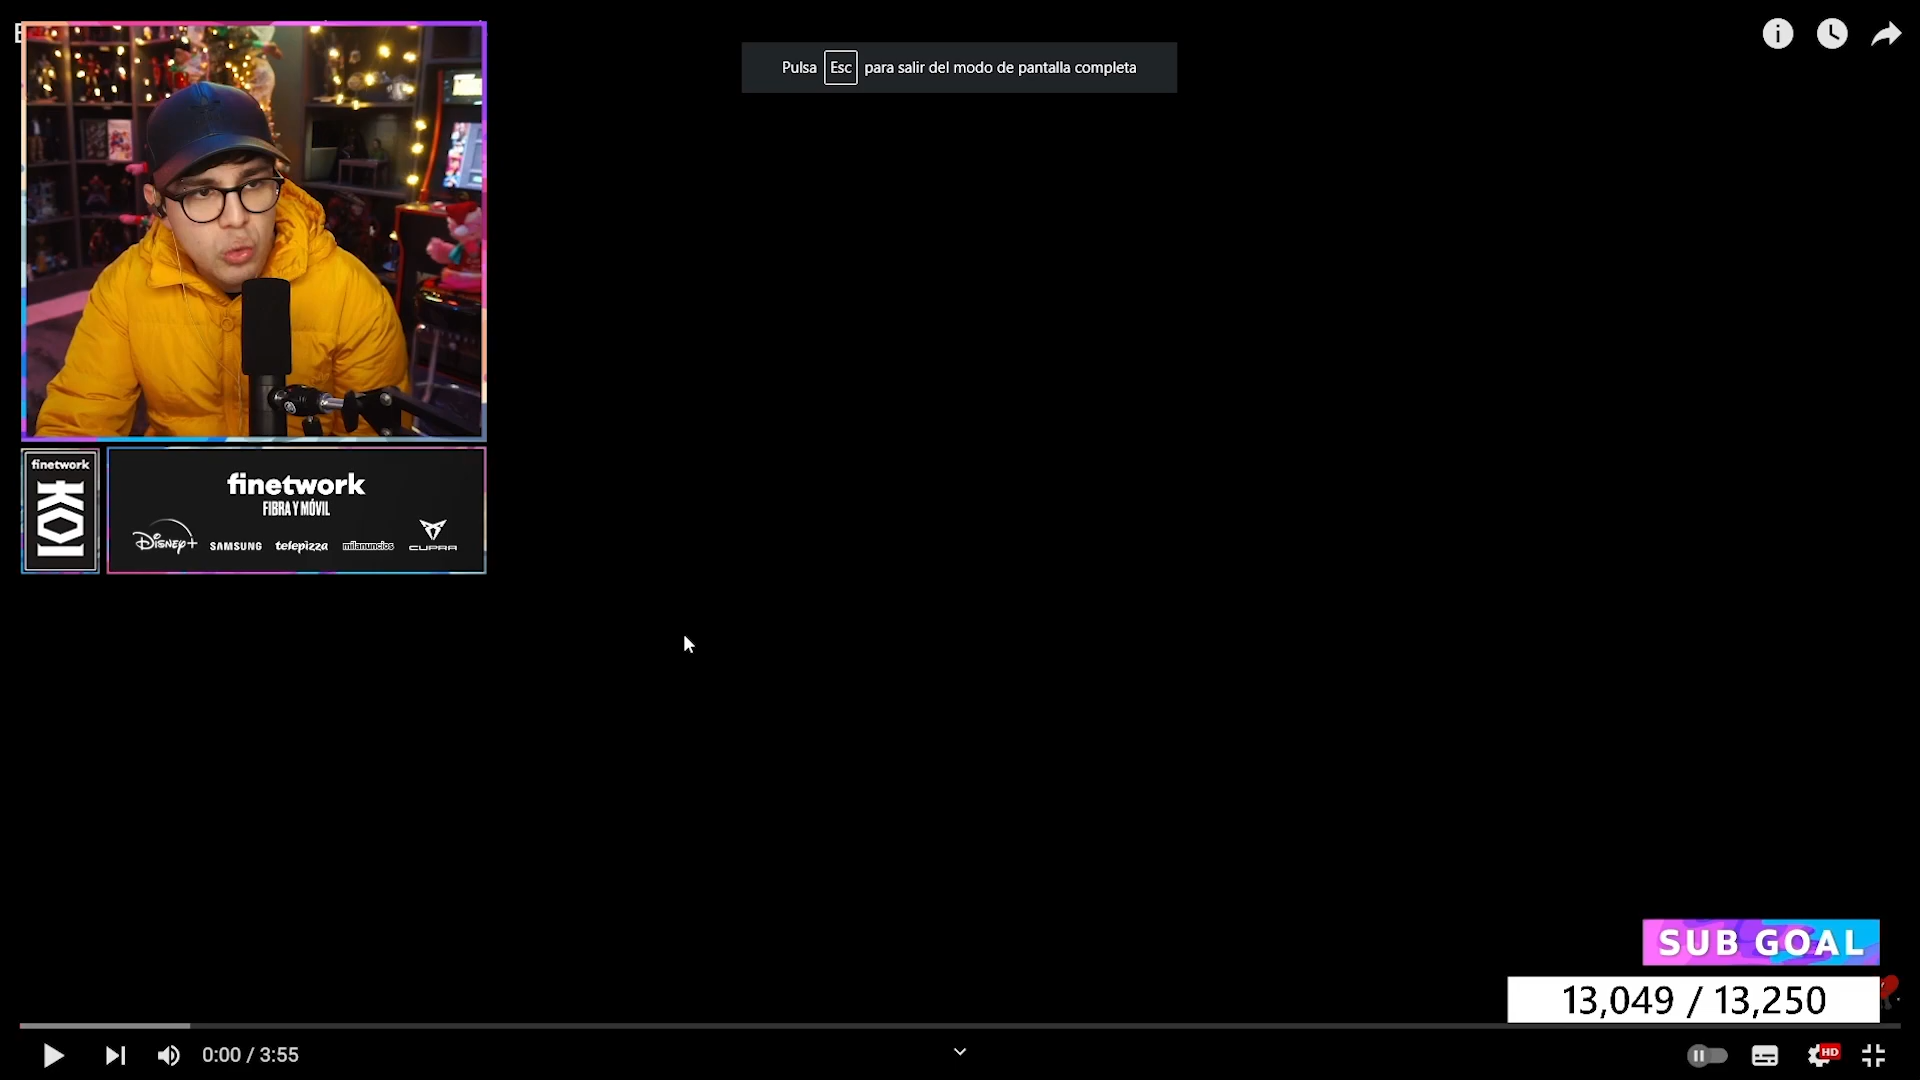 Pulsa Esc para salir del modo de pantalla completa
finetwork
KOI
finetwork
FIBRA Y MÓVIL
Disney+ SAMSUNG telepizza milanuncios CUPRA
SUB GOAL
13,049 / 13,250
0:00 / 3:55
HD